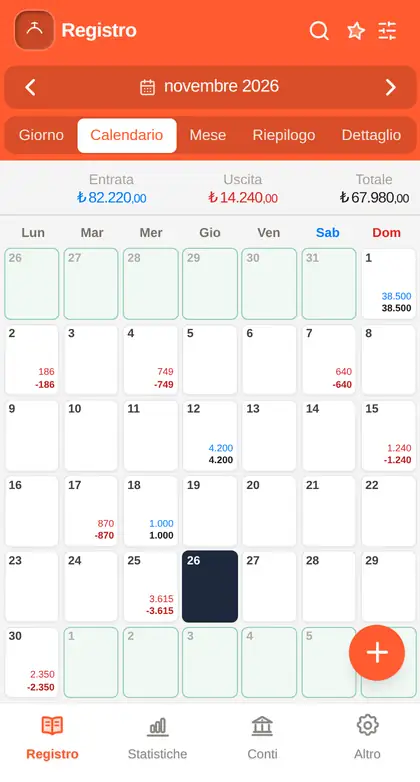 Registro
novembre 2026
Giorno Calendario Mese Riepilogo Dettaglio
Entrata Uscita Totale
₺82.220,00 ₺14.240,00 ₺67.980,00
Lun Mar Mer Gio Ven Sab Dom
26 27 28 29 30 31 1
38.500
38.500
2 3 4 5 6 7 8
186 749 640
-186 -749 -640
9 10 11 12 13 14 15
4.200 1.240
4.200 -1.240
16 17 18 19 20 21 22
870 1.000
-870 1.000
23 24 25 26 27 28 29
3.615
-3.615
30 1 2 3 4 5
2.350
-2.350
Registro Statistiche Conti Altro